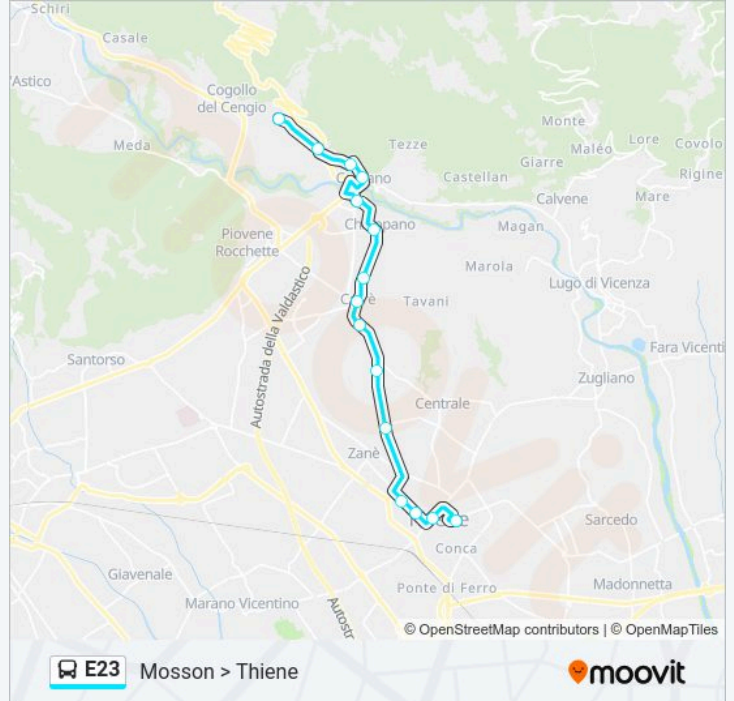 Schiri
Casale
'Astico
Cogollo
del Cengio
Monte
Meda
Tezze
Maléo
Lore
Covolo
Giarre
Rigine
Castellan
Calvene
Mare
Magan
Piovene
Rocchette
Marola
Lugo di Vicenza
Tavani
Autostrada della Valdastico
Santorso
Fara Vicenti
Zugliano
Centrale
Zanè
Sarcedo
Conca
Giavenale
Ponte di Ferro
Madonnetta
Marano Vicentino
Autostr
© OpenStreetMap contributors | © OpenMapTiles
E23 Mosson > Thiene
moovit